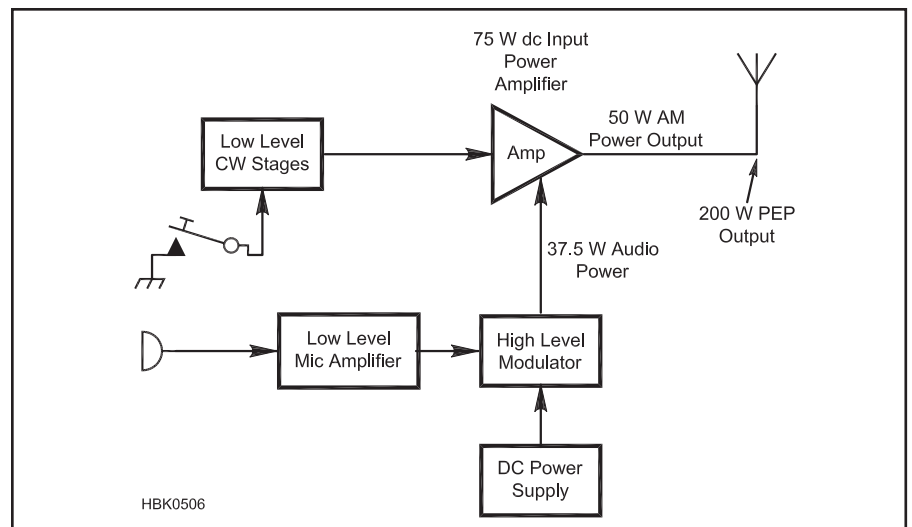 75 W dc Input
Power
Amplifier
Low Level
CW Stages
Amp
50 W AM
Power Output
200 W PEP
Output
37.5 W Audio
Power
Low Level
Mic Amplifier
High Level
Modulator
DC Power
Supply
HBK0506